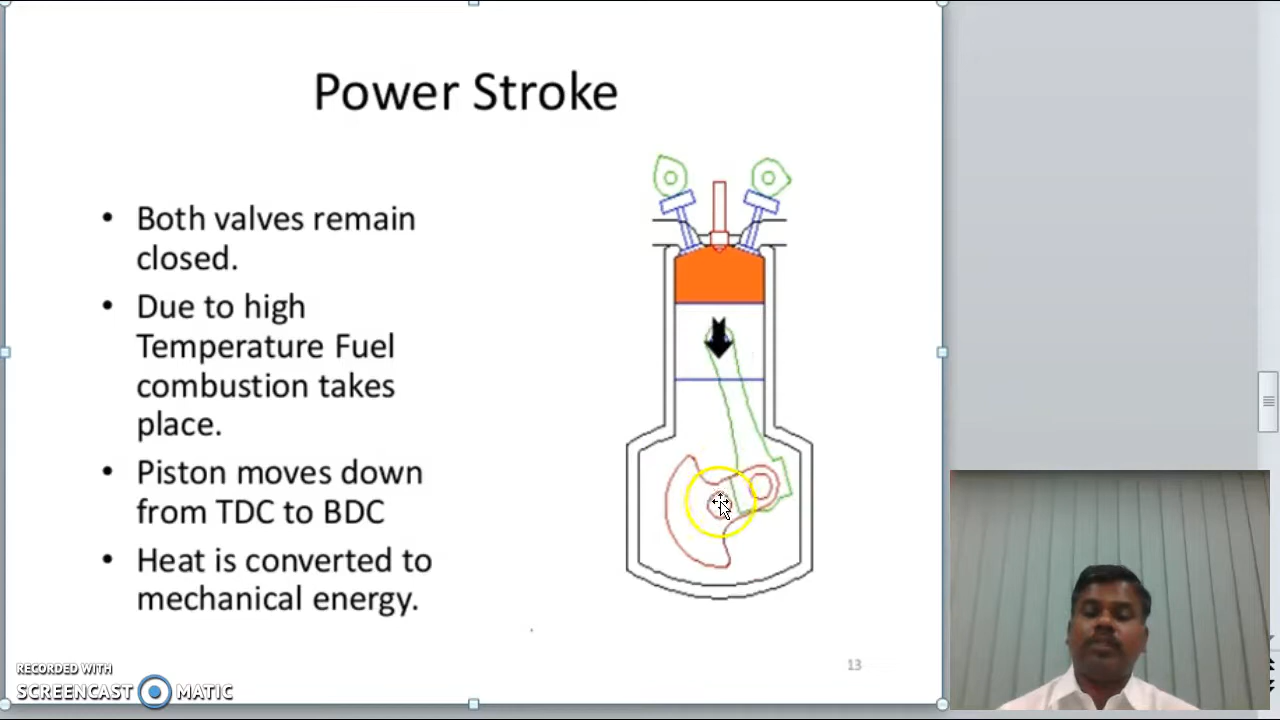 Power Stroke
• Both valves remain
closed.
• Due to high
Temperature Fuel
combustion takes
place.
• Piston moves down
from TDC to BDC
• Heat is converted to
mechanical energy.
13
RECORDED WITH
SCREENCAST MATIC